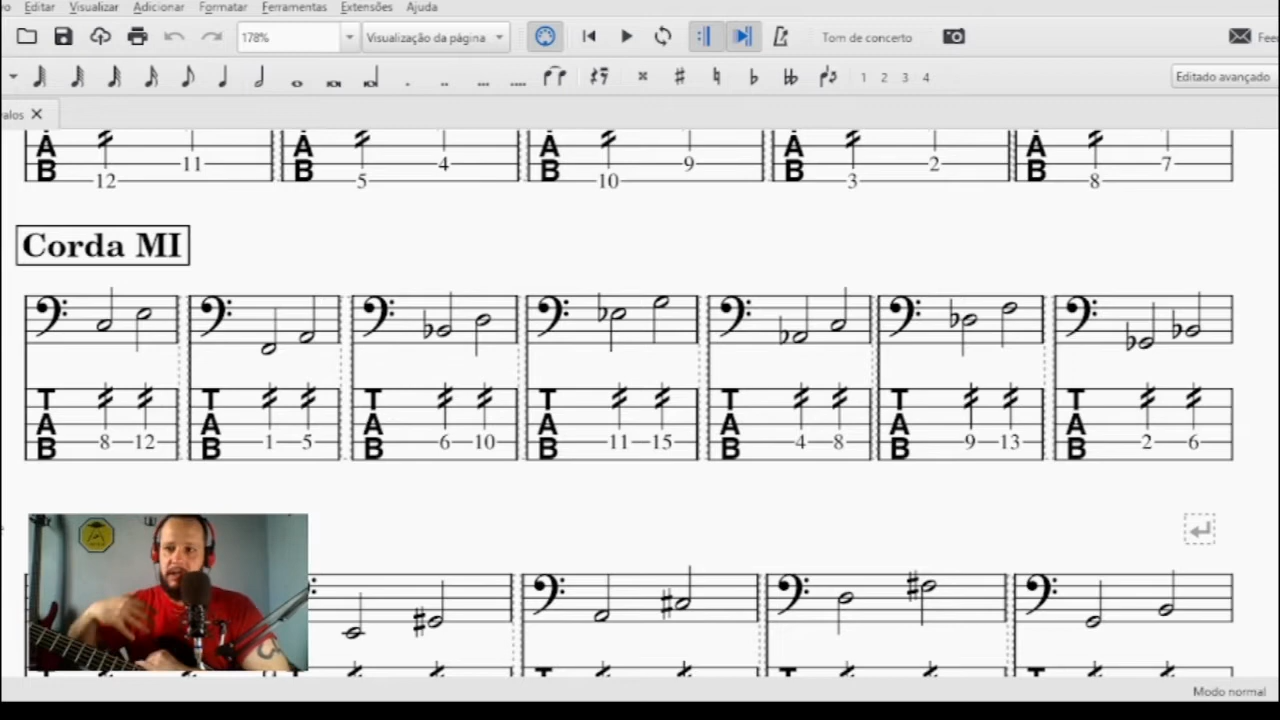 Editar Visualizar Adicionar Formatar Ferramentas Extensões Ajuda
178% Visualização da página Tom de concerto
1 2 3 4 Editado avançado
alos
A A A A A
B 11 B 4 B 9 B 2 B 7
12 5 10 3 8
Corda MI
T T T T T T T
A A A A A A A
B 8 12 B 1 5 B 6 10 B 11 15 B 4 8 B 9 13 B 2 6
T T T
Modo normal